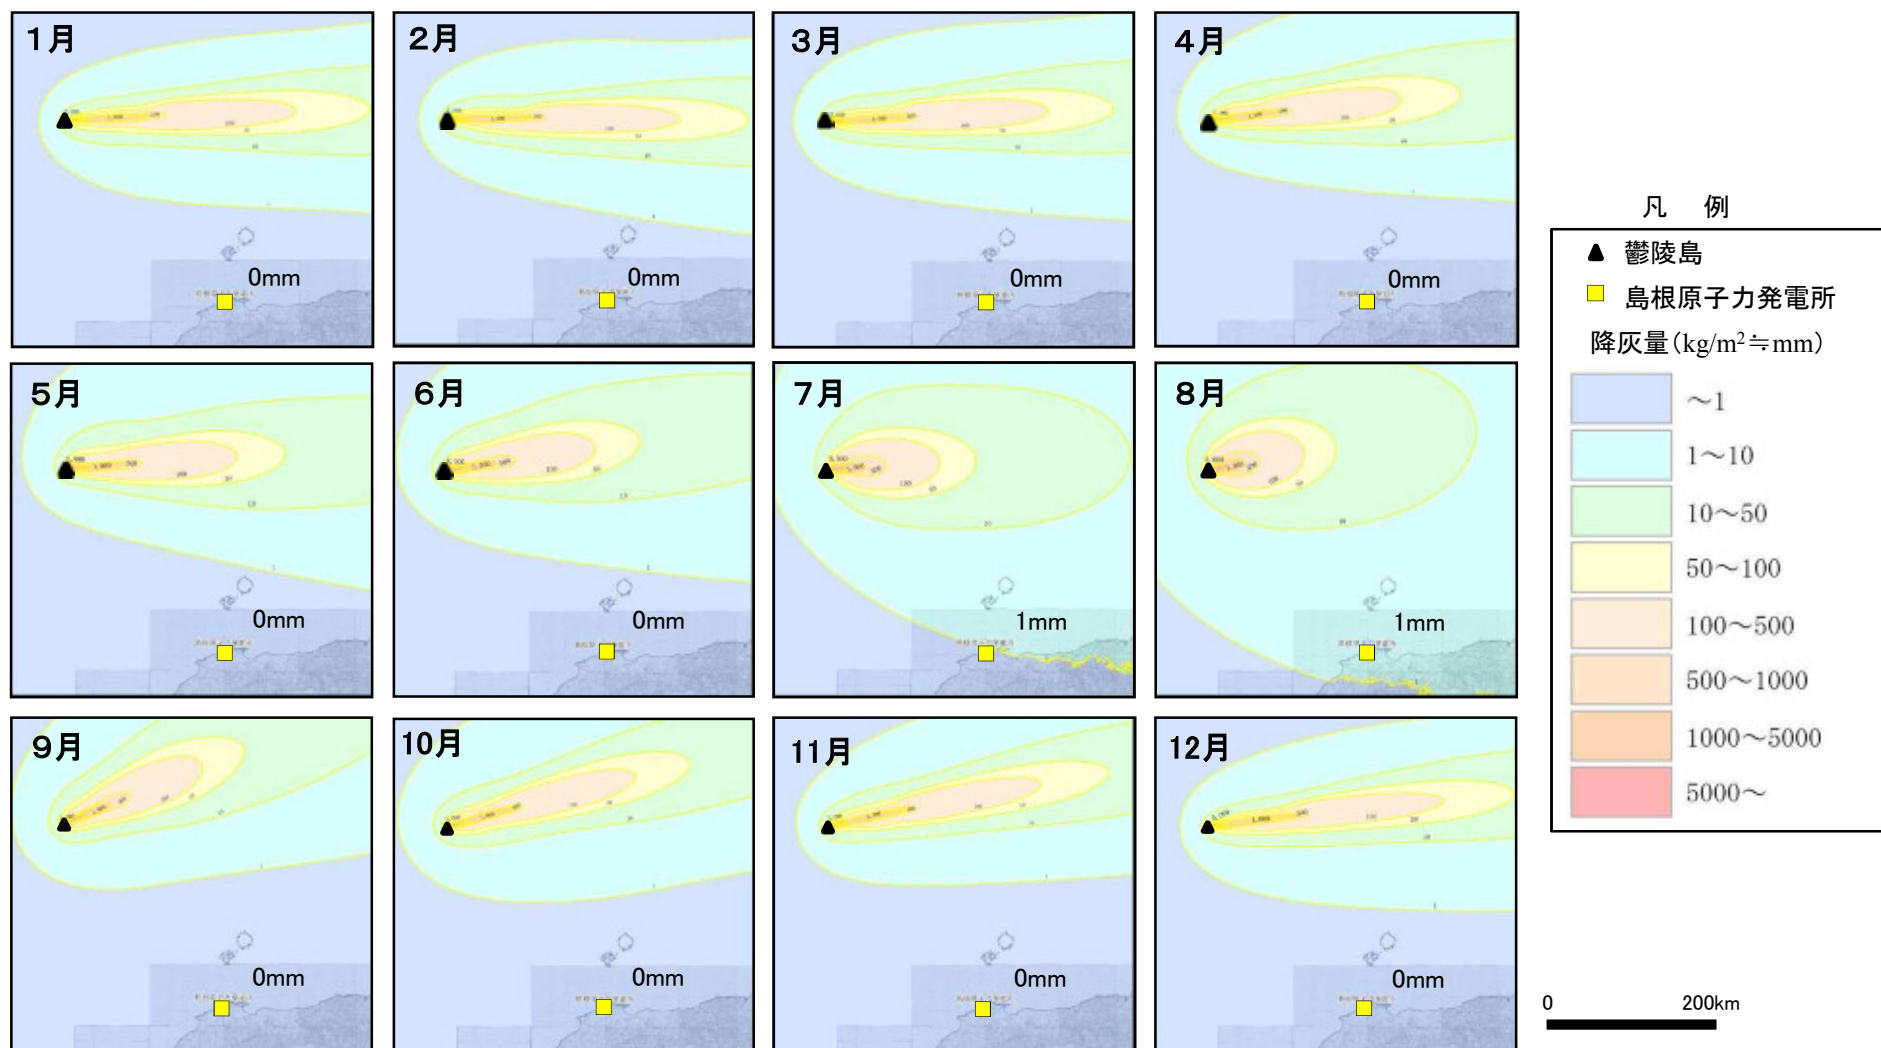 1月
2月
3月
4月
0mm
0mm
0mm
0mm
5月
6月
7月
8月
0mm
0mm
1mm
1mm
9月
10月
11月
12月
0mm
0mm
0mm
0mm
凡 例
鬱陵島
島根原子力発電所
降灰量(kg/m²≒mm)
～1
1～10
10～50
50～100
100～500
500～1000
1000～5000
5000～
0 200km